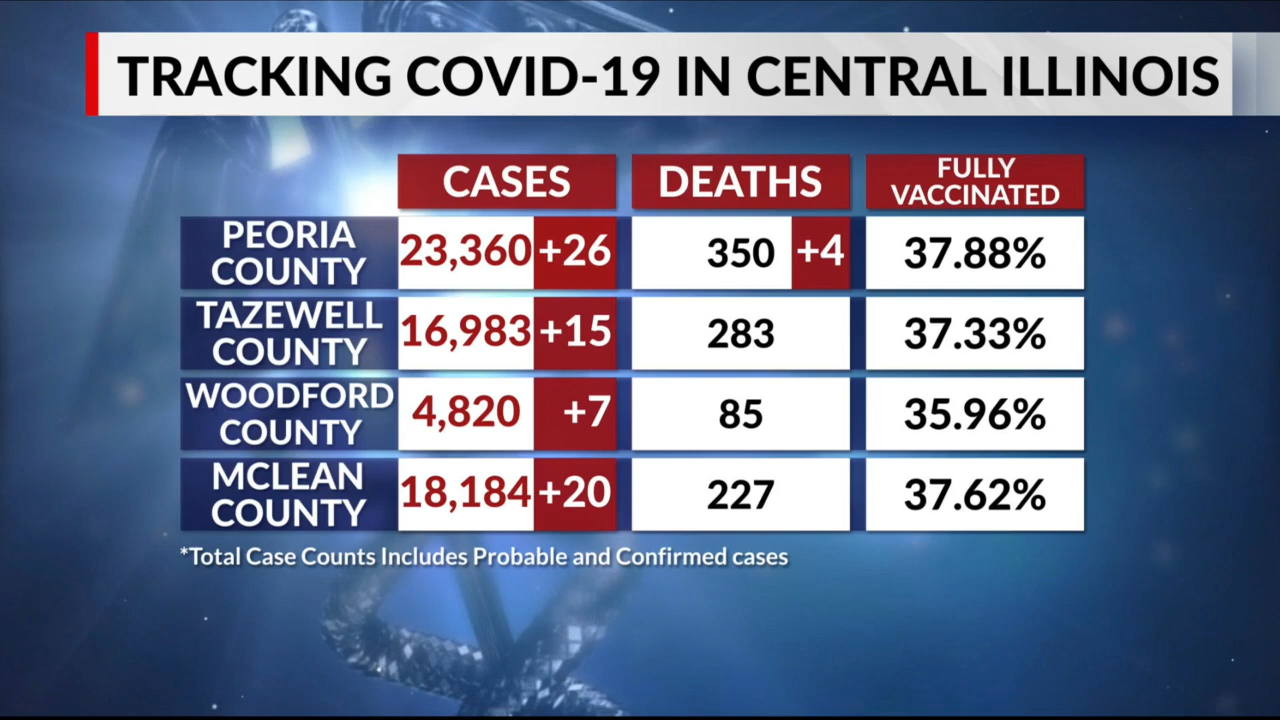 TRACKING COVID-19 IN CENTRAL ILLINOIS
CASES DEATHS FULLY VACCINATED
PEORIA COUNTY 23,360 +26 350 +4 37.88%
TAZEWELL COUNTY 16,983 +15 283 37.33%
WOODFORD COUNTY 4,820 +7 85 35.96%
MCLEAN COUNTY 18,184 +20 227 37.62%
*Total Case Counts Includes Probable and Confirmed cases